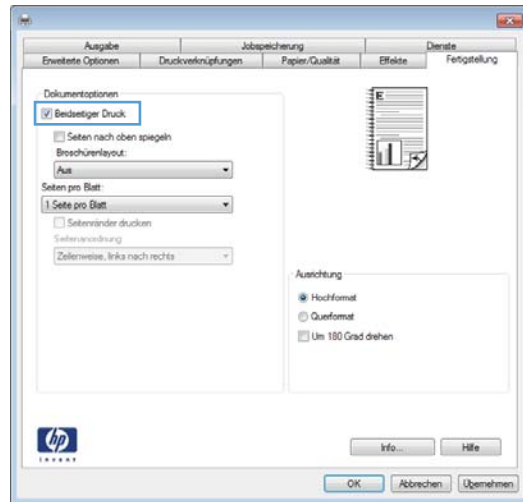 Ausgabe Jobspeicherung Dienste
Erweiterte Optionen Druckverknüpfungen Papier/Qualität Effekte Fertigstellung
Dokumentoptionen
Beidseitiger Druck
Seiten nach oben spiegeln
Broschürenlayout:
Aus
Seiten pro Blatt:
1 Seite pro Blatt
Seitenränder drucken
Seitenanordnung:
Zeilenweise, links nach rechts
E
Ausrichtung
Hochformat
Querformat
Um 180 Grad drehen
hp
invent
Info... Hilfe
OK Abbrechen Übernehmen